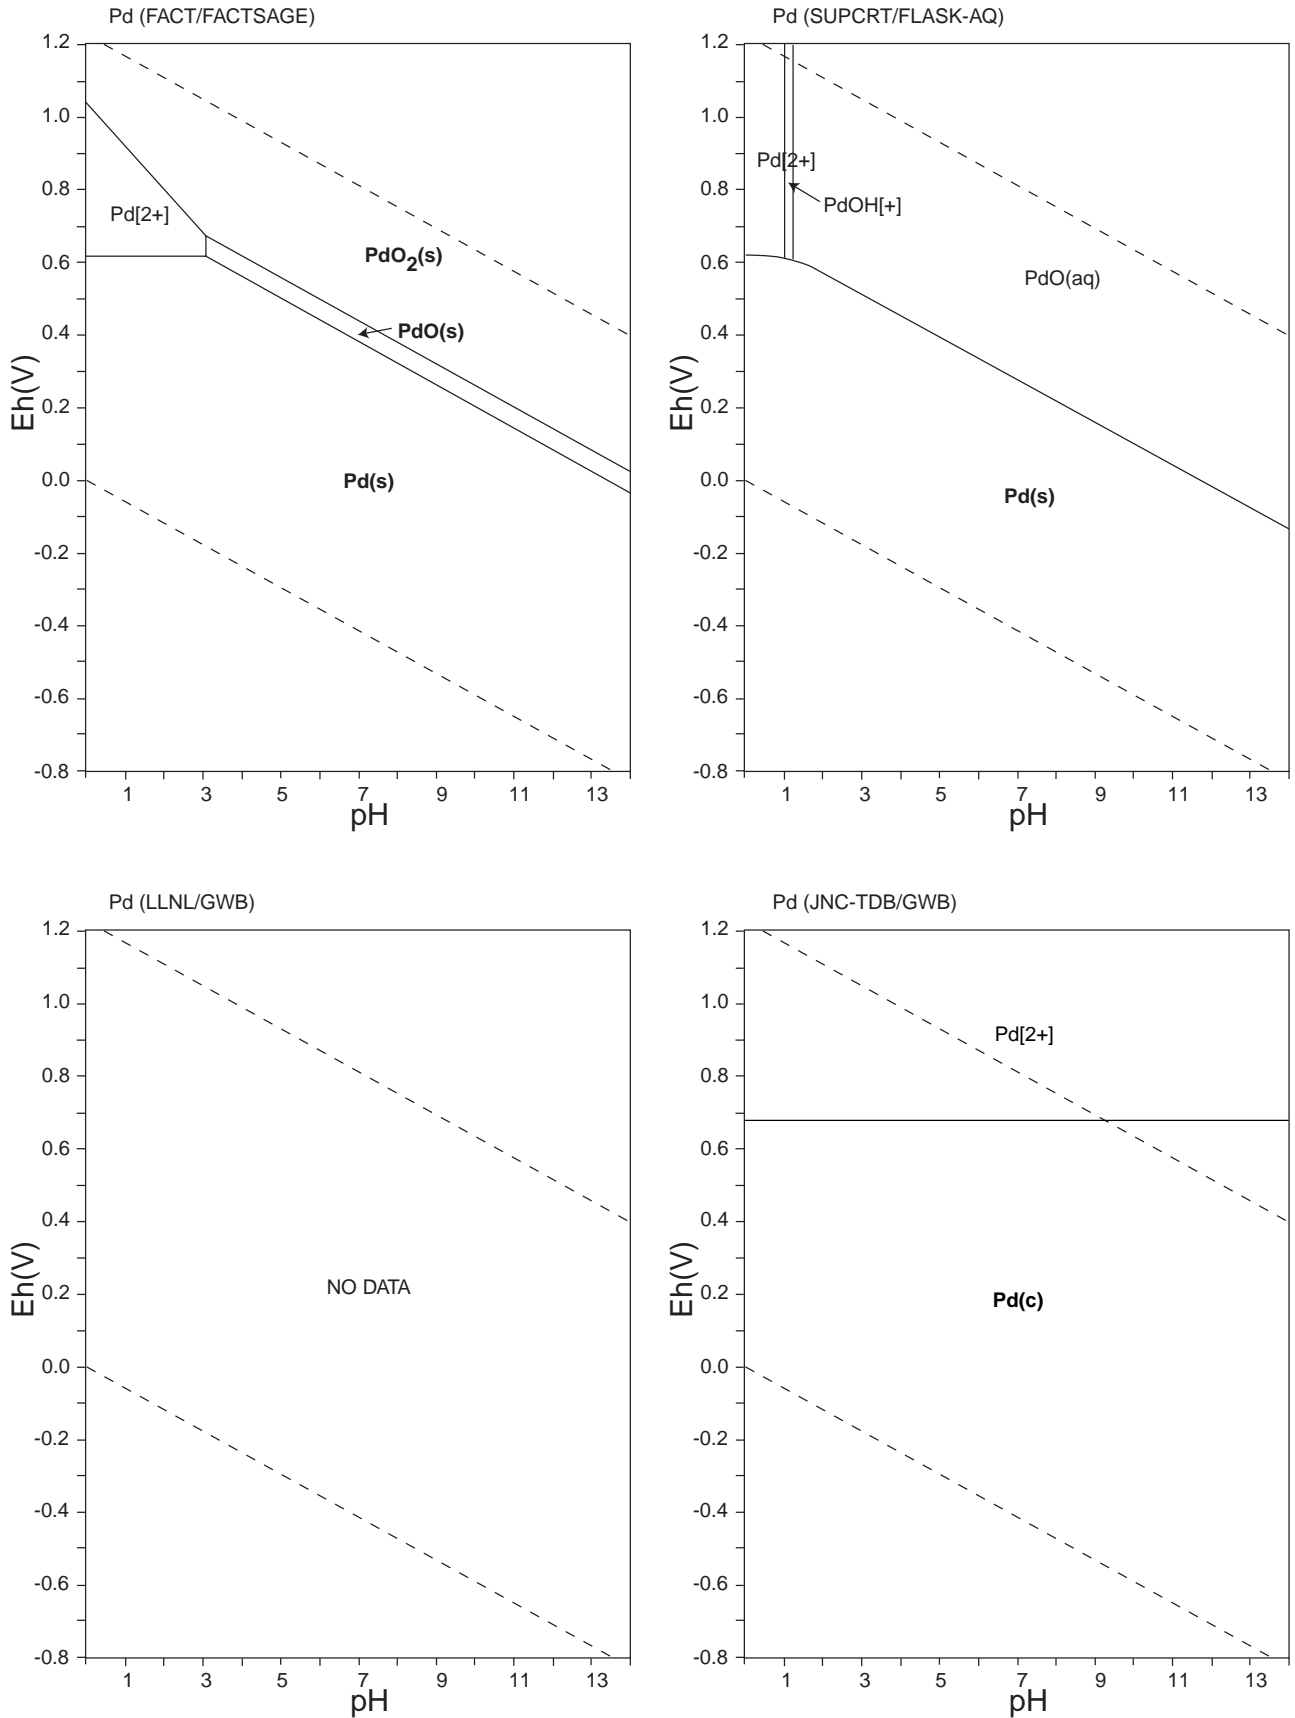 Pd (FACT/FACTSAGE)
1.2
1.0
0.8
0.6
0.4
0.2
0.0
-0.2
-0.4
-0.6
-0.8
Eh(V)
Pd[2+]
PdO2(s)
PdO(s)
Pd(s)
1 3 5 7 9 11 13
pH
Pd (SUPCRT/FLASK-AQ)
1.2
1.0
0.8
0.6
0.4
0.2
0.0
-0.2
-0.4
-0.6
-0.8
Eh(V)
Pd[2+]
PdOH[+]
PdO(aq)
Pd(s)
1 3 5 7 9 11 13
pH
Pd (LLNL/GWB)
1.2
1.0
0.8
0.6
0.4
0.2
0.0
-0.2
-0.4
-0.6
-0.8
Eh(V)
NO DATA
1 3 5 7 9 11 13
pH
Pd (JNC-TDB/GWB)
1.2
1.0
0.8
0.6
0.4
0.2
0.0
-0.2
-0.4
-0.6
-0.8
Eh(V)
Pd[2+]
Pd(c)
1 3 5 7 9 11 13
pH